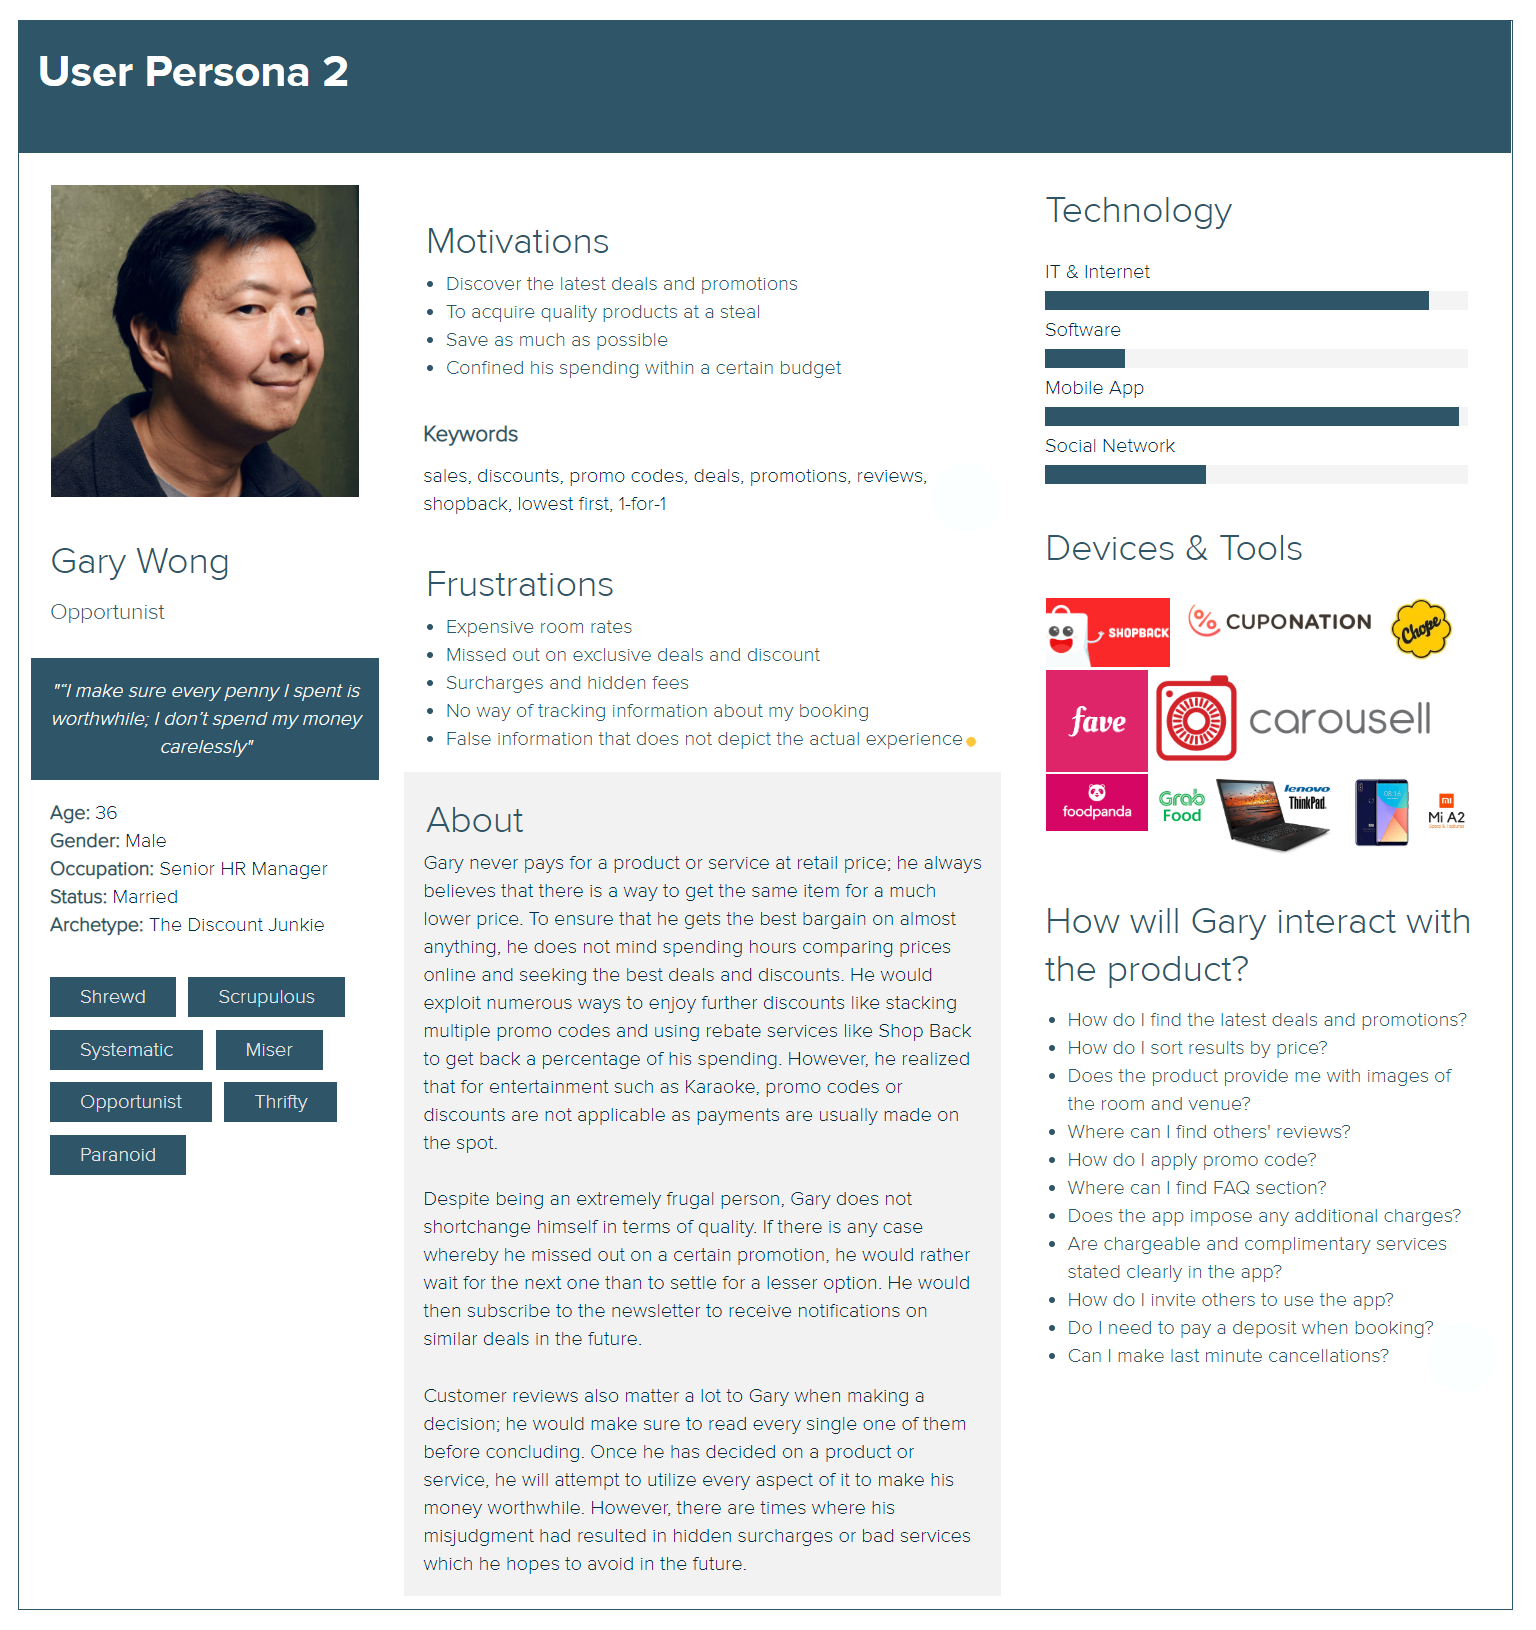 User Persona 2
Gary Wong
Opportunist
"“I make sure every penny I spent is
worthwhile; I don’t spend my money
carelessly"
Age: 36
Gender: Male
Occupation: Senior HR Manager
Status: Married
Archetype: The Discount Junkie
Shrewd
Scrupulous
Systematic
Miser
Opportunist
Thrifty
Paranoid
Motivations
• Discover the latest deals and promotions
• To acquire quality products at a steal
• Save as much as possible
• Confined his spending within a certain budget
Keywords
sales, discounts, promo codes, deals, promotions, reviews,
shopback, lowest first, 1-for-1
Frustrations
• Expensive room rates
• Missed out on exclusive deals and discount
• Surcharges and hidden fees
• No way of tracking information about my booking
• False information that does not depict the actual experience
About
Gary never pays for a product or service at retail price; he always
believes that there is a way to get the same item for a much
lower price. To ensure that he gets the best bargain on almost
anything, he does not mind spending hours comparing prices
online and seeking the best deals and discounts. He would
exploit numerous ways to enjoy further discounts like stacking
multiple promo codes and using rebate services like Shop Back
to get back a percentage of his spending. However, he realized
that for entertainment such as Karaoke, promo codes or
discounts are not applicable as payments are usually made on
the spot.
Despite being an extremely frugal person, Gary does not
shortchange himself in terms of quality. If there is any case
whereby he missed out on a certain promotion, he would rather
wait for the next one than to settle for a lesser option. He would
then subscribe to the newsletter to receive notifications on
similar deals in the future.
Customer reviews also matter a lot to Gary when making a
decision; he would make sure to read every single one of them
before concluding. Once he has decided on a product or
service, he will attempt to utilize every aspect of it to make his
money worthwhile. However, there are times where his
misjudgment had resulted in hidden surcharges or bad services
which he hopes to avoid in the future.
Technology
IT & Internet
Software
Mobile App
Social Network
Devices & Tools
SHOPBACK
CUPONATION
Chope
fave
carousell
foodpanda
Grab
Food
lenovo
ThinkPad
08:16
mi
Mi A2
How will Gary interact with
the product?
• How do I find the latest deals and promotions?
• How do I sort results by price?
• Does the product provide me with images of
the room and venue?
• Where can I find others' reviews?
• How do I apply promo code?
• Where can I find FAQ section?
• Does the app impose any additional charges?
• Are chargeable and complimentary services
stated clearly in the app?
• How do I invite others to use the app?
• Do I need to pay a deposit when booking?
• Can I make last minute cancellations?